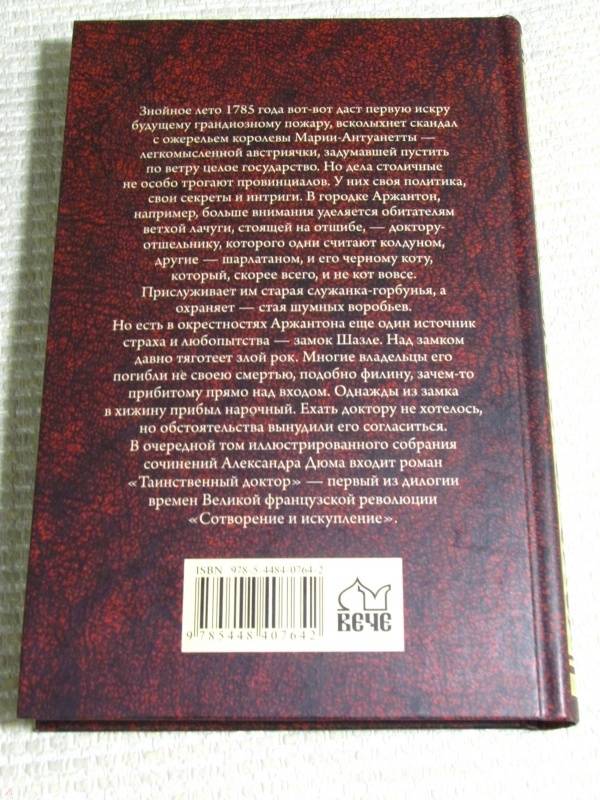 Знойное лето 1785 года вот-вот даст первую искру
будущему грандиозному пожару, всколыхнет скандал
с ожерельем королевы Марии-Антуанетты —
легкомысленной австриячки, задумавшей пустить
по ветру целое государство. Но дела столичные
не особо трогают провинциалов. У них своя политика,
свои секреты и интриги. В городке Аржантон,
например, больше внимания уделяется обитателям
ветхой лачуги, стоящей на отшибе, — доктору-
отшельнику, которого одни считают колдуном,
другие — шарлатаном, и его черному коту,
который, скорее всего, и не кот вовсе.
Прислуживает им старая служанка-горбунья, а
охраняет — стая шумных воробьев.
Но есть в окрестностях Аржантона еще один источник
страха и любопытства — замок Шазле. Над замком
давно тяготеет злой рок. Многие владельцы его
погибли не своею смертью, подобно филину, зачем-то
прибитому прямо над входом. Однажды из замка
в хижину прибыл нарочный. Ехать доктору не хотелось,
но обстоятельства вынудили его согласиться.
В очередной том иллюстрированного собрания
сочинений Александра Дюма входит роман
«Таинственный доктор» — первый из дилогии
времен Великой французской революции
«Сотворение и искупление».
ISBN 978-5-4484-0764-2
9 785448 407642
ВЕЧЕ